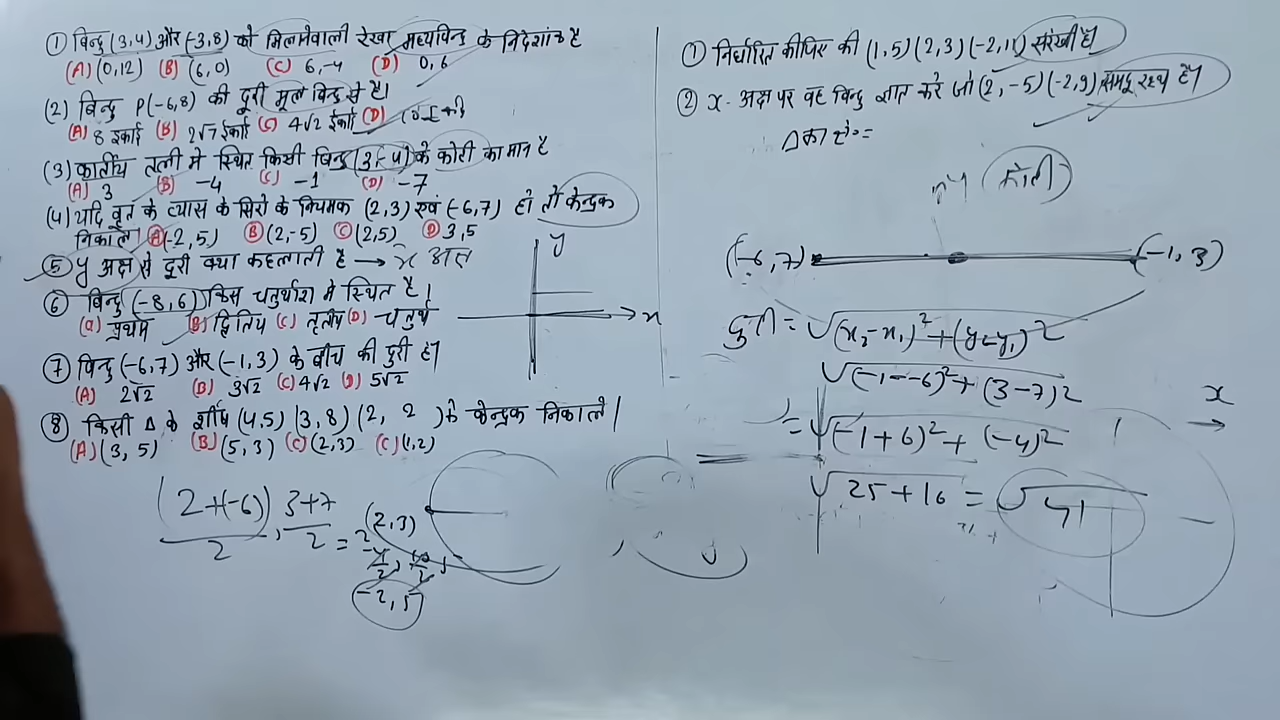 ① बिन्दु (3,4) और (-3,8) को मिलानेवाली रेखा मध्यबिन्दु के निर्देशांक है
(A) (0,12) (B) (6,0) (C) 6,-4 (D) 0,6
(2) बिन्दु P(-6,8) की दूरी मूल बिन्दु से है।
(A) 8 इकाई (B) 2√7 ईकाई (C) 4√2 ईकाई (D) 10
(3) कार्तीय तली मे स्थित किसी बिन्दु (3,-4) के कोटी का मान है
(A) 3 (B) -4 (C) -1 (D) -7
(4) यदि वृत के व्यास के सिरो के नियामक (2,3) एवं (-6,7) हो तो केन्द्रक
निकाले। (A) (-2,5) (B) (2,-5) (C) (2,5) (D) 3,5
⑤ y अक्ष से दूरी क्या कहलाती है → x अक्ष
⑥ बिन्दु (-8,6) किस चतुर्थांश मे स्थित है।
(a) प्रथम (B) द्वितिय (C) तृतीय (D) चतुर्थ
⑦ बिन्दु (-6,7) और (-1,3) के बीच की दुरी है।
(A) 2√2 (B) 3√2 (C) 4√2 (D) 5√2
⑧ किसी Δ के शीर्ष (4,5) (3,8) (2, 2 ) के केन्द्रक निकाले।
(A) (3, 5) (B) (5, 3) (C) (2,3) (C) (1,2)
(2+(-6))/2 , 3+7/2 =
(2,3)
-2, 5
y
x
① निर्धारित कीजिए की (1,5) (2,3) (-2,11) संरेखी है।
② x- अक्ष पर वह बिन्दु ज्ञात करे जो (2, -5) (-2,9) समदूरस्थ है।
Δ का क्षे० =
(कोटी)
(-6,7) (-1, 3)
दुरी = √(x₂-x₁)²+(y₂-y₁)2
√(-1--6)²+(3-7)2
= √(-1+6)²+(-4)2
√25+16 = √41
x